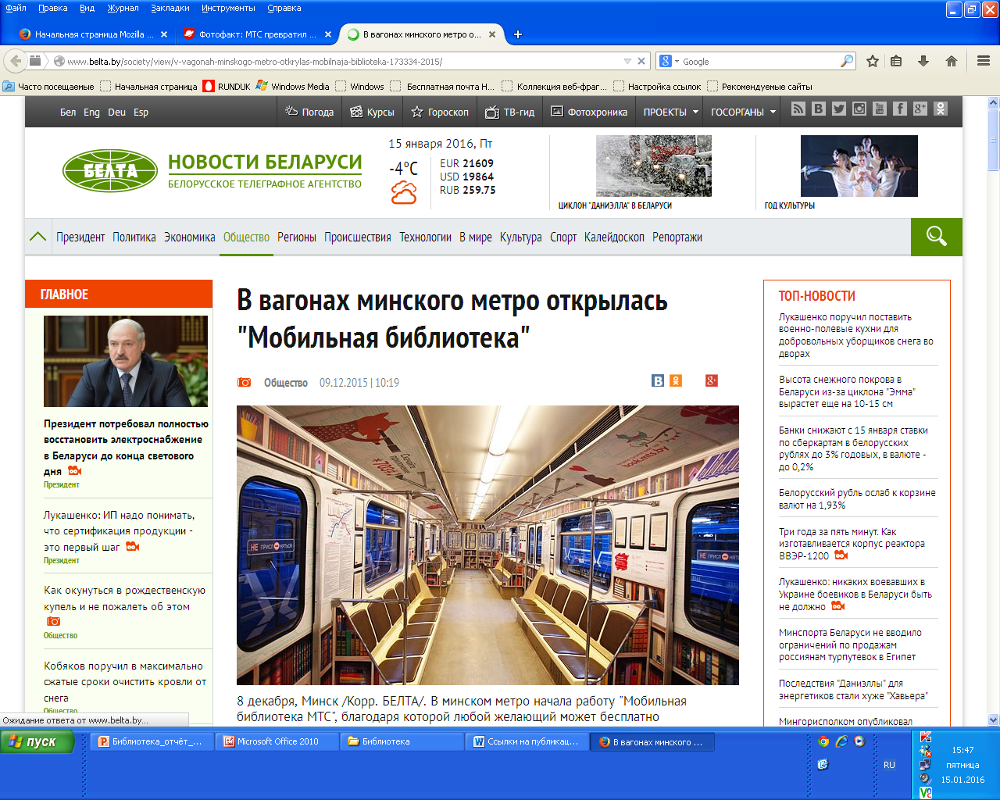 Файл Правка Вид Журнал Закладки Инструменты Справка
Начальная страница Mozilla ...
Фотофакт: МТС превратил ...
В вагонах минского метро о...
www.belta.by/society/view/v-vagonah-minskogo-metro-otkrylas-mobilnaja-biblioteka-173334-2015/
Google
Часто посещаемые Начальная страница RUNDUK Windows Media Windows Бесплатная почта Н... Коллекция веб-фраг... Настройка ссылок Рекомендуемые сайты
Бел Eng Deu Esp
Погода Курсы Гороскоп ТВ-гид Фотохроника ПРОЕКТЫ ГОСОРГАНЫ
БЕЛТА
НОВОСТИ БЕЛАРУСИ
БЕЛОРУССКОЕ ТЕЛЕГРАФНОЕ АГЕНТСТВО
15 января 2016, Пт
-4°C
EUR 21609
USD 19864
RUB 259.75
ЦИКЛОН "ДАНИЭЛЛА" В БЕЛАРУСИ
ГОД КУЛЬТУРЫ
Президент Политика Экономика Общество Регионы Происшествия Технологии В мире Культура Спорт Калейдоскоп Репортажи
ГЛАВНОЕ
Президент потребовал полностью
восстановить электроснабжение
в Беларуси до конца светового
дня
Президент
Лукашенко: ИП надо понимать,
что сертификация продукции -
это первый шаг
Президент
Как окунуться в рождественскую
купель и не пожалеть об этом
Общество
Кобяков поручил в максимально
сжатые сроки очистить кровли от
снега
Общество
В вагонах минского метро открылась
"Мобильная библиотека"
Общество 09.12.2015 | 10:19
book.mts.by
НЕ ПРИСЛОНЯТЬСЯ
НЕ ПРИСЛОНЯТЬСЯ
8 декабря, Минск /Корр. БЕЛТА/. В минском метро начала работу "Мобильная
библиотека МТС", благодаря которой любой желающий может бесплатно
ТОП-НОВОСТИ
Лукашенко поручил поставить
военно-полевые кухни для
добровольных уборщиков снега во
дворах
Высота снежного покрова в
Беларуси из-за циклона "Эмма"
вырастет еще на 10-15 см
Банки снижают с 15 января ставки
по сберкартам в белорусских
рублях до 3% годовых, в валюте -
до 0,2%
Белорусский рубль ослаб к корзине
валют на 1,93%
Три года за пять минут. Как
изготавливается корпус реактора
ВВЭР-1200
Лукашенко: никаких воевавших в
Украине боевиков в Беларуси быть
не должно
Минспорта Беларуси не вводило
ограничений по продажам
россиянам турпутевок в Египет
Последствия "Даниэллы" для
энергетиков стали хуже "Хавьера"
Мингорисполком опубликовал
Ожидание ответа от www.belta.by...
пуск
Библиотека_отчёт_...
Microsoft Office 2010
Библиотека
Ссылки на публикац...
В вагонах минского ...
RU
15:47
пятница
15.01.2016